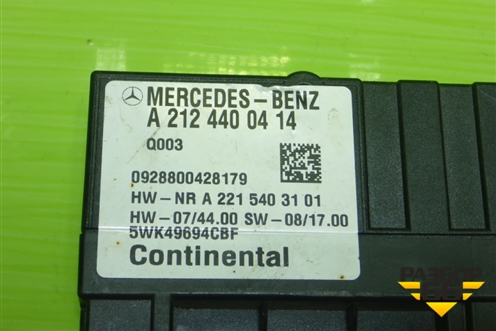 MERCEDES-BENZ
A 212 440 04 14
Q003
0928800428179
HW-NR A 221 540 31 01
HW-07/44.00 SW-08/17.00
5WK49694CBF
Continental
РАЗБОР